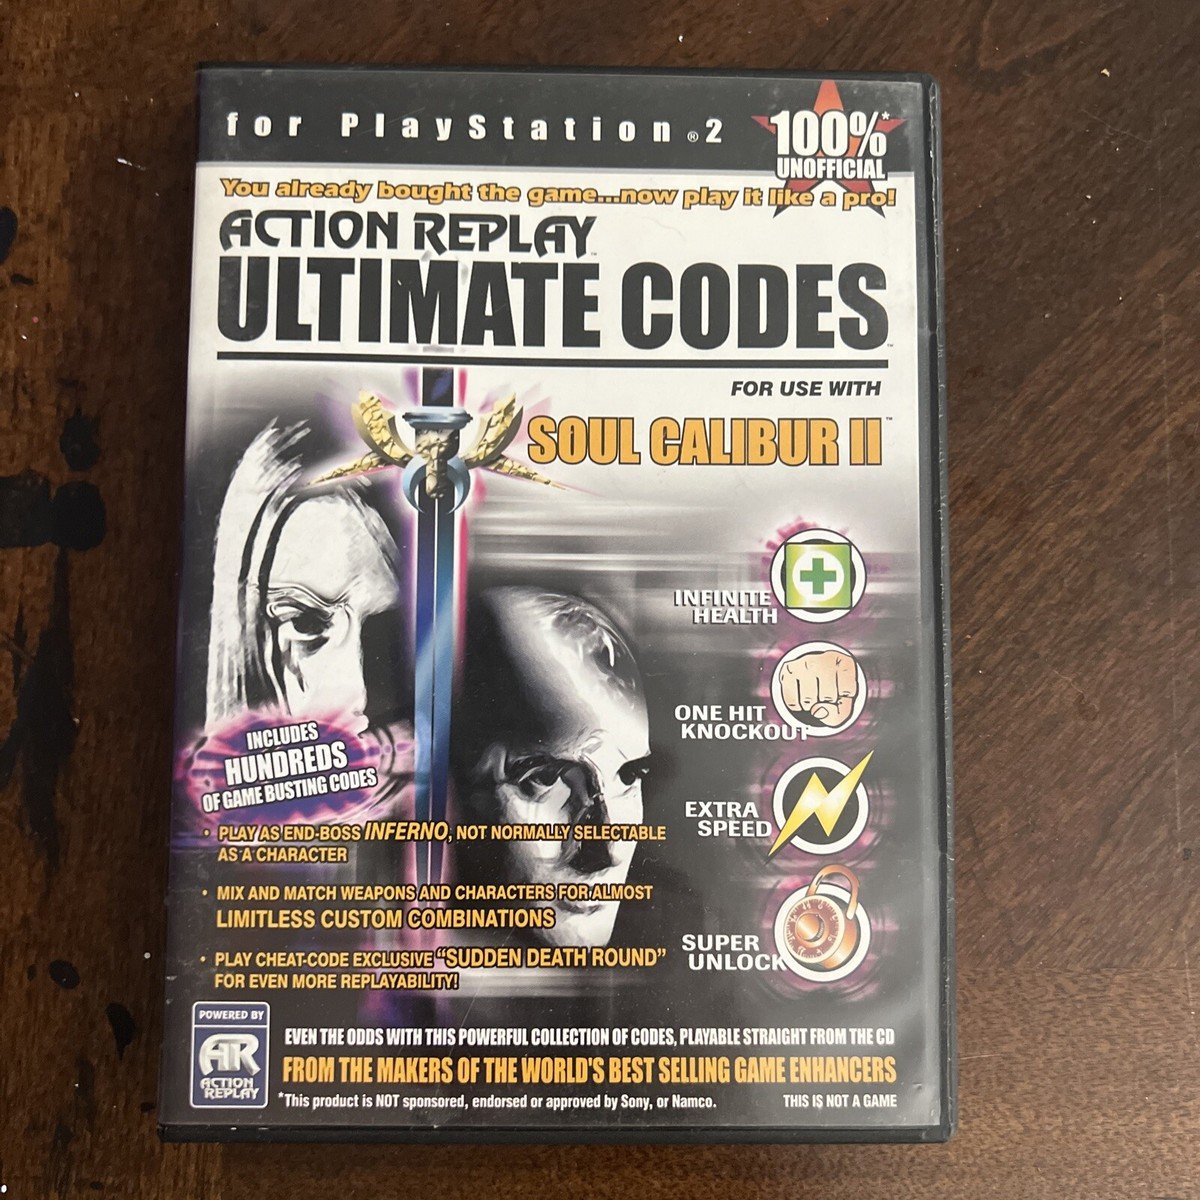 for PlayStation®2
100%*
UNOFFICIAL
You already bought the game...now play it like a pro!
ACTION REPLAY™
ULTIMATE CODES™
FOR USE WITH
SOUL CALIBUR II™
INFINITE
HEALTH
ONE HIT
KNOCKOUT
EXTRA
SPEED
SUPER
UNLOCK
INCLUDES
HUNDREDS
OF GAME BUSTING CODES
• PLAY AS END-BOSS INFERNO, NOT NORMALLY SELECTABLE
AS A CHARACTER
• MIX AND MATCH WEAPONS AND CHARACTERS FOR ALMOST
LIMITLESS CUSTOM COMBINATIONS
• PLAY CHEAT-CODE EXCLUSIVE “SUDDEN DEATH ROUND”
FOR EVEN MORE REPLAYABILITY!
POWERED BY
AR
ACTION
REPLAY
EVEN THE ODDS WITH THIS POWERFUL COLLECTION OF CODES, PLAYABLE STRAIGHT FROM THE CD
FROM THE MAKERS OF THE WORLD'S BEST SELLING GAME ENHANCERS
*This product is NOT sponsored, endorsed or approved by Sony, or Namco.
THIS IS NOT A GAME